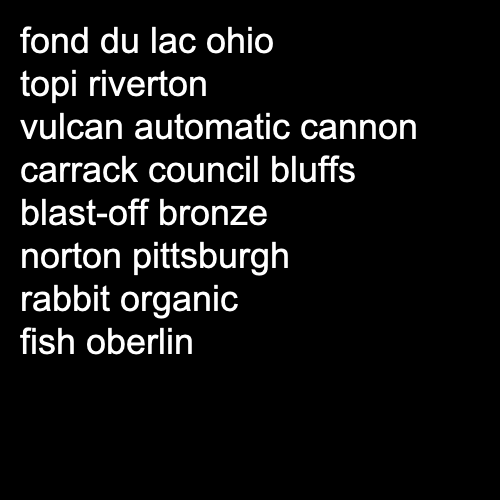 fond du lac ohio
topi riverton
vulcan automatic cannon
carrack council bluffs
blast-off bronze
norton pittsburgh
rabbit organic
fish oberlin